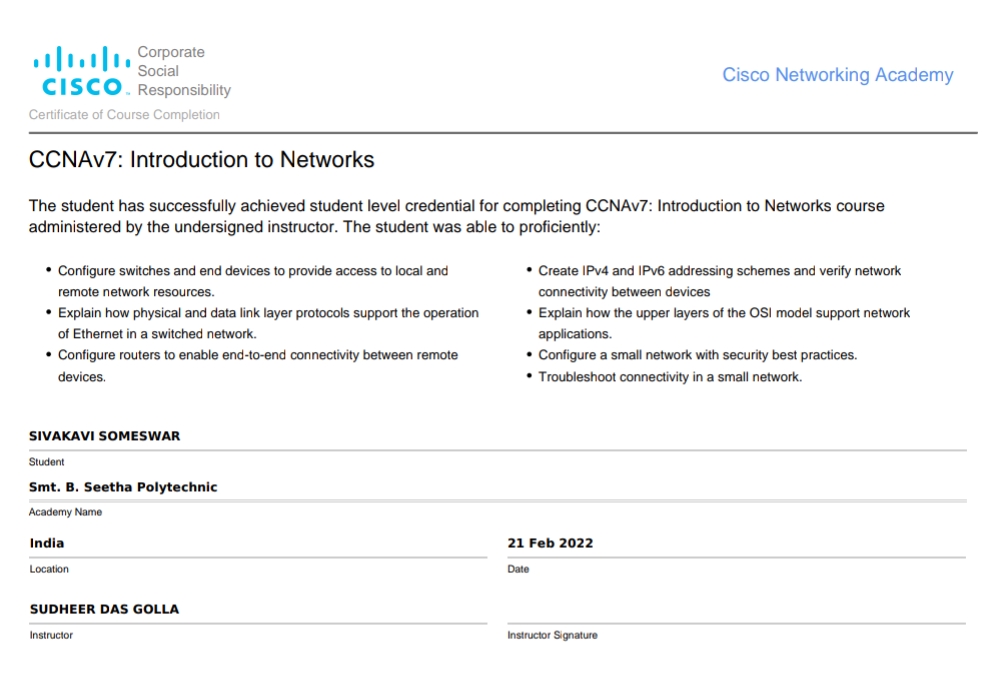 Corporate
Social
CISCO™ Responsibility
Cisco Networking Academy
Certificate of Course Completion
CCNAv7: Introduction to Networks
The student has successfully achieved student level credential for completing CCNAv7: Introduction to Networks course
administered by the undersigned instructor. The student was able to proficiently:
• Configure switches and end devices to provide access to local and
remote network resources.
• Explain how physical and data link layer protocols support the operation
of Ethernet in a switched network.
• Configure routers to enable end-to-end connectivity between remote
devices.
• Create IPv4 and IPv6 addressing schemes and verify network
connectivity between devices
• Explain how the upper layers of the OSI model support network
applications.
• Configure a small network with security best practices.
• Troubleshoot connectivity in a small network.
SIVAKAVI SOMESWAR
Student
Smt. B. Seetha Polytechnic
Academy Name
India
Location
21 Feb 2022
Date
SUDHEER DAS GOLLA
Instructor
Instructor Signature